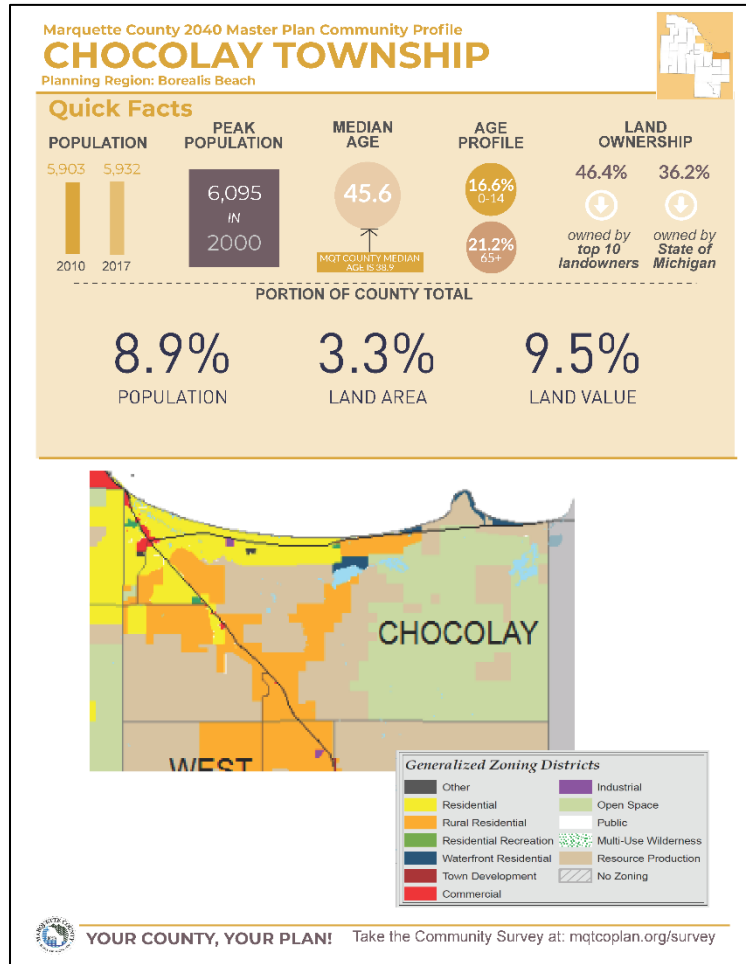 Marquette County 2040 Master Plan Community Profile
CHOCOLAY TOWNSHIP
Planning Region: Borealis Beach
Quick Facts
POPULATION
5,903 5,932
2010 2017
PEAK
POPULATION
6,095
IN
2000
MEDIAN
AGE
45.6
MQT COUNTY MEDIAN
AGE IS 38.9
AGE
PROFILE
16.6%
0-14
21.2%
65+
LAND
OWNERSHIP
46.4%
owned by
top 10
landowners
36.2%
owned by
State of
Michigan
PORTION OF COUNTY TOTAL
8.9%
POPULATION
3.3%
LAND AREA
9.5%
LAND VALUE
CHOCOLAY
WEST
Generalized Zoning Districts
Other
Residential
Rural Residential
Residential Recreation
Waterfront Residential
Town Development
Commercial
Industrial
Open Space
Public
Multi-Use Wilderness
Resource Production
No Zoning
YOUR COUNTY, YOUR PLAN! Take the Community Survey at: mqtcoplan.org/survey